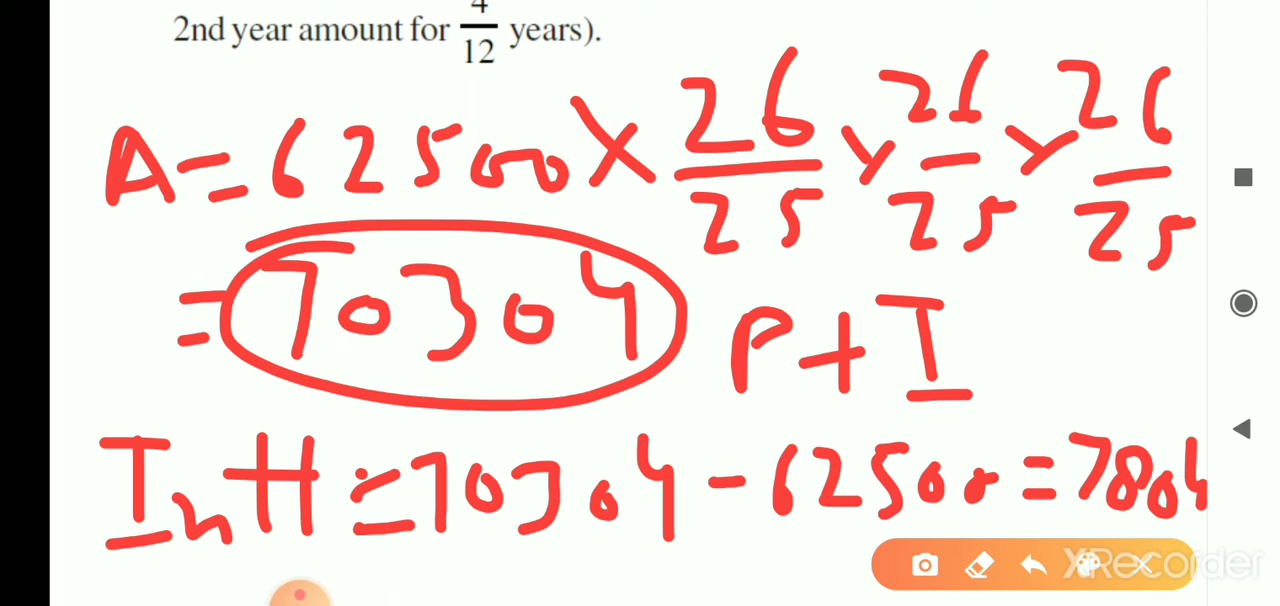 2nd year amount for 4/12 years).
A = 62500 × 26/25 × 26/25 × 26/25
= 70304 P+I
InH = 70304 - 62500 = 7804
XRecorder